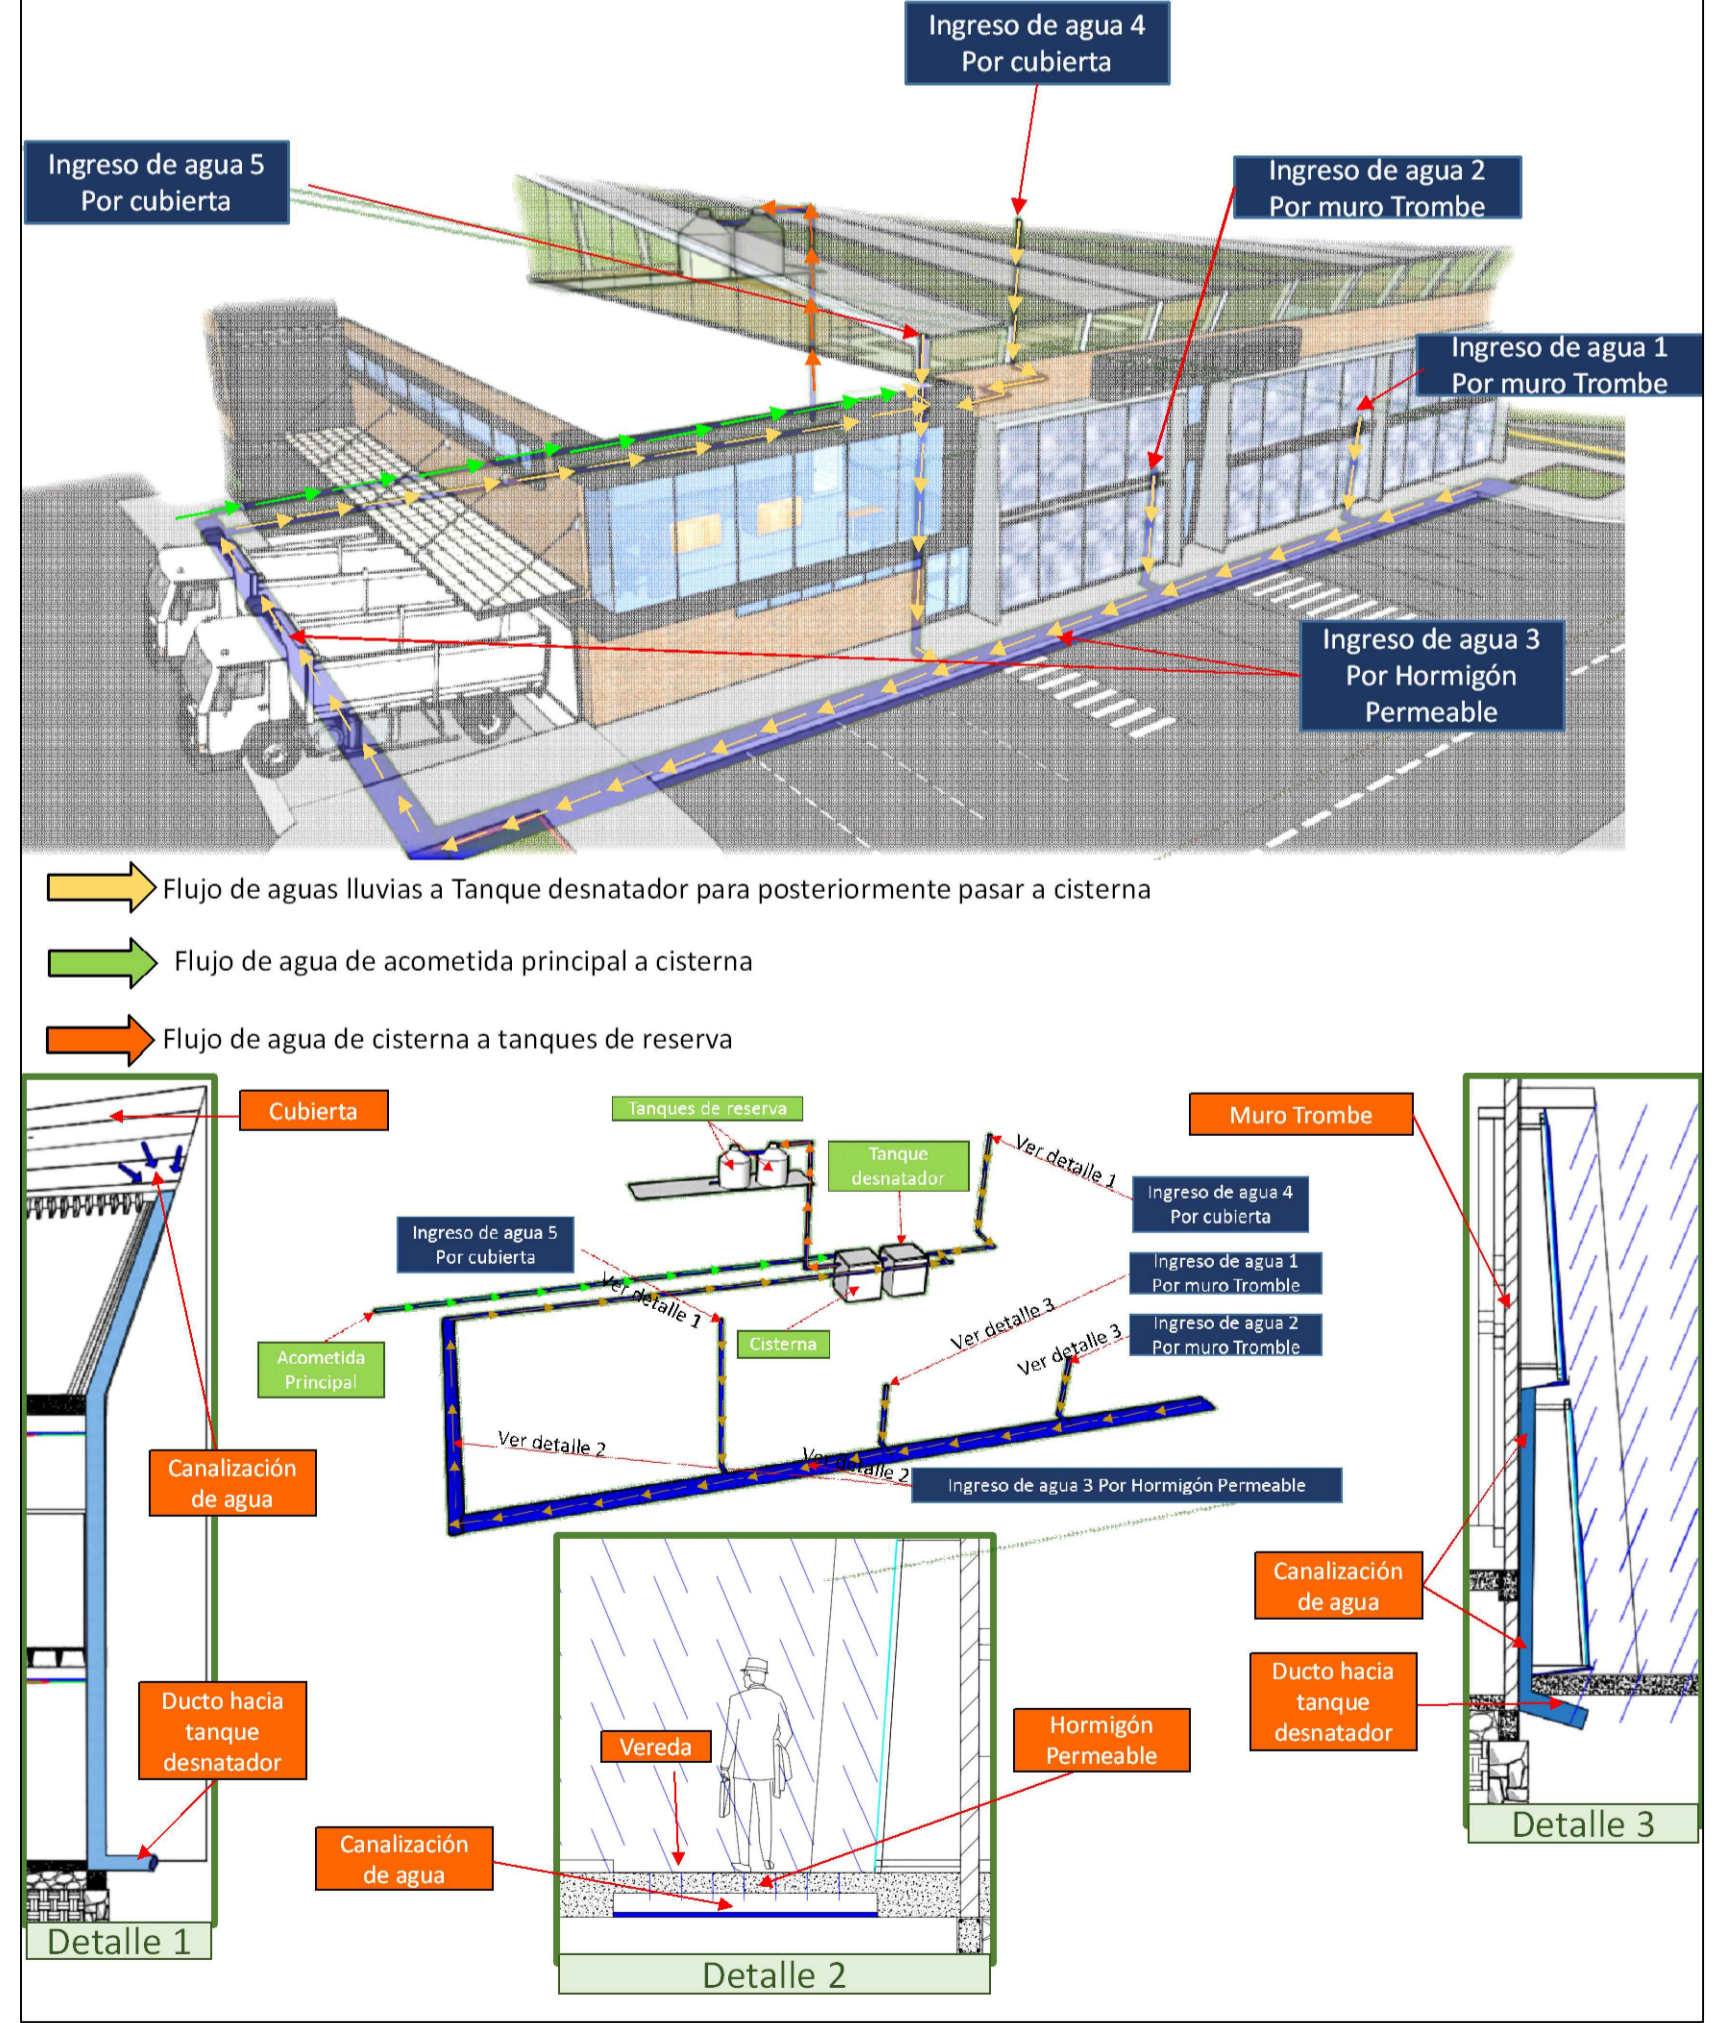 Ingreso de agua 4
Por cubierta
Ingreso de agua 5
Por cubierta
Ingreso de agua 2
Por muro Trombe
Ingreso de agua 1
Por muro Trombe
Ingreso de agua 3
Por Hormigón
Permeable
Flujo de aguas lluvias a Tanque desnatador para posteriormente pasar a cisterna
Flujo de agua de acometida principal a cisterna
Flujo de agua de cisterna a tanques de reserva
Cubierta
Canalización
de agua
Ducto hacia
tanque
desnatador
Detalle 1
Tanques de reserva
Tanque
desnatador
Ver detalle 1
Ingreso de agua 4
Por cubierta
Ingreso de agua 5
Por cubierta
Ver detalle 1
Ingreso de agua 1
Por muro Tromble
Ver detalle 3
Ingreso de agua 2
Por muro Tromble
Ver detalle 3
Cisterna
Acometida
Principal
Ver detalle 2
Ver detalle 2
Ingreso de agua 3 Por Hormigón Permeable
Vereda
Hormigón
Permeable
Canalización
de agua
Detalle 2
Muro Trombe
Canalización
de agua
Ducto hacia
tanque
desnatador
Detalle 3